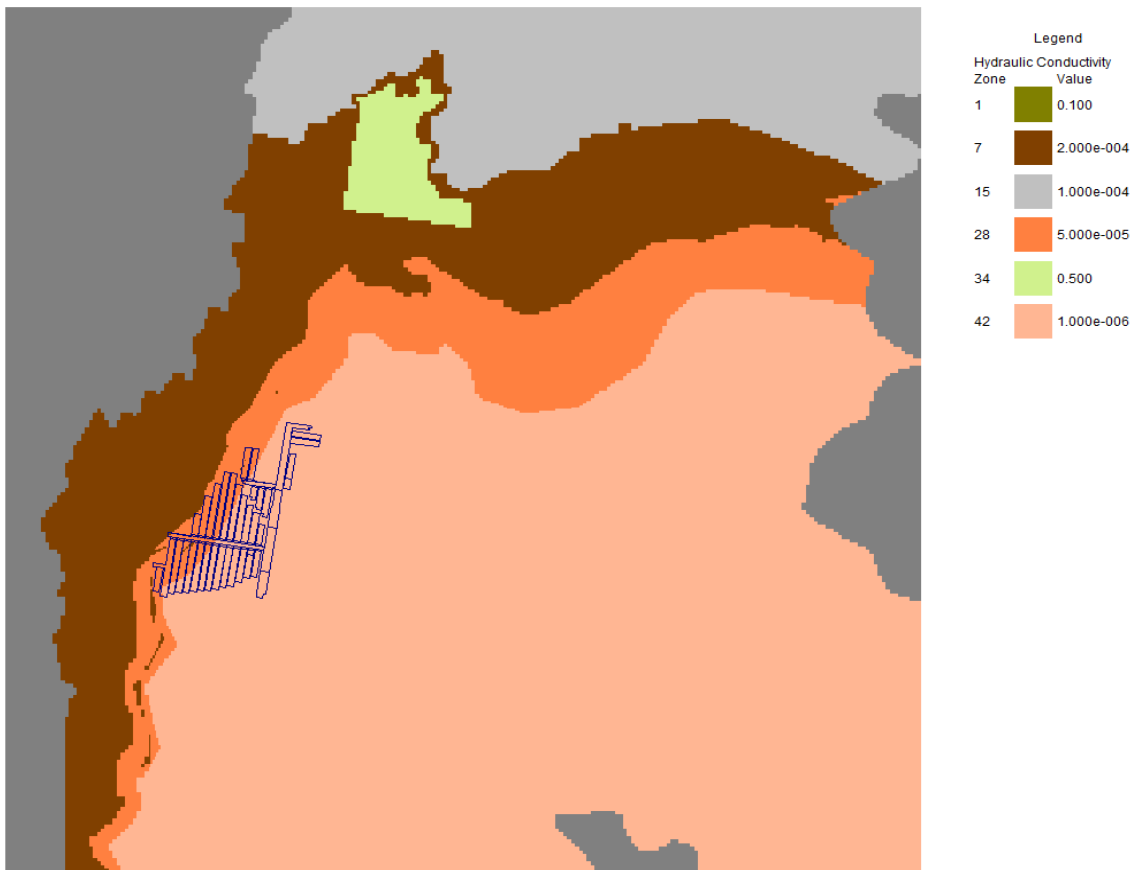 Legend
Hydraulic Conductivity
Zone Value
1 0.100
7 2.000e-004
15 1.000e-004
28 5.000e-005
34 0.500
42 1.000e-006